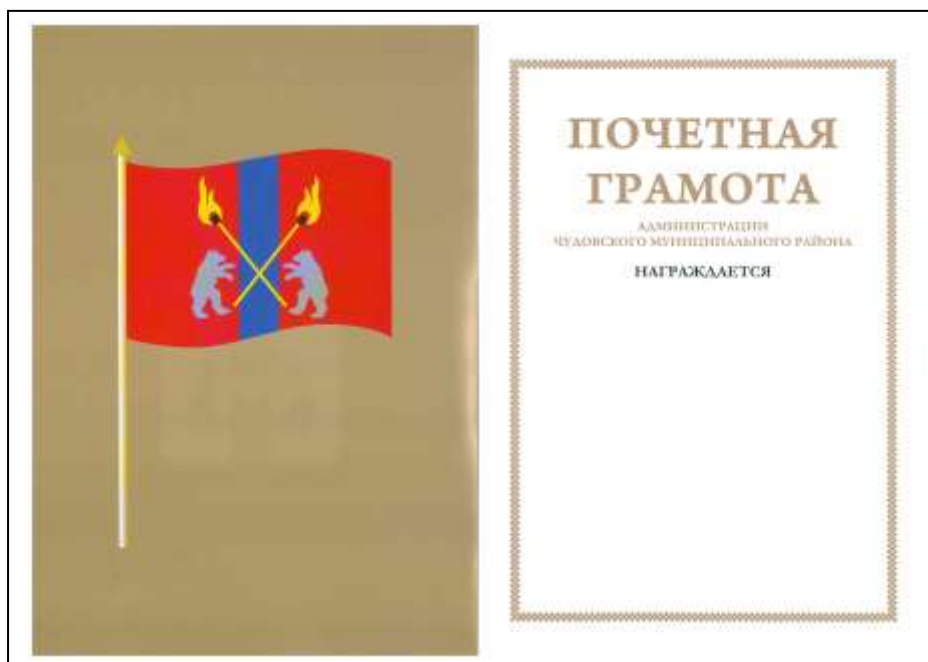 ПОЧЕТНАЯ
ГРАМОТА
АДМИНИСТРАЦИИ
ЧУДОВСКОГО МУНИЦИПАЛЬНОГО РАЙОНА
НАГРАЖДАЕТСЯ